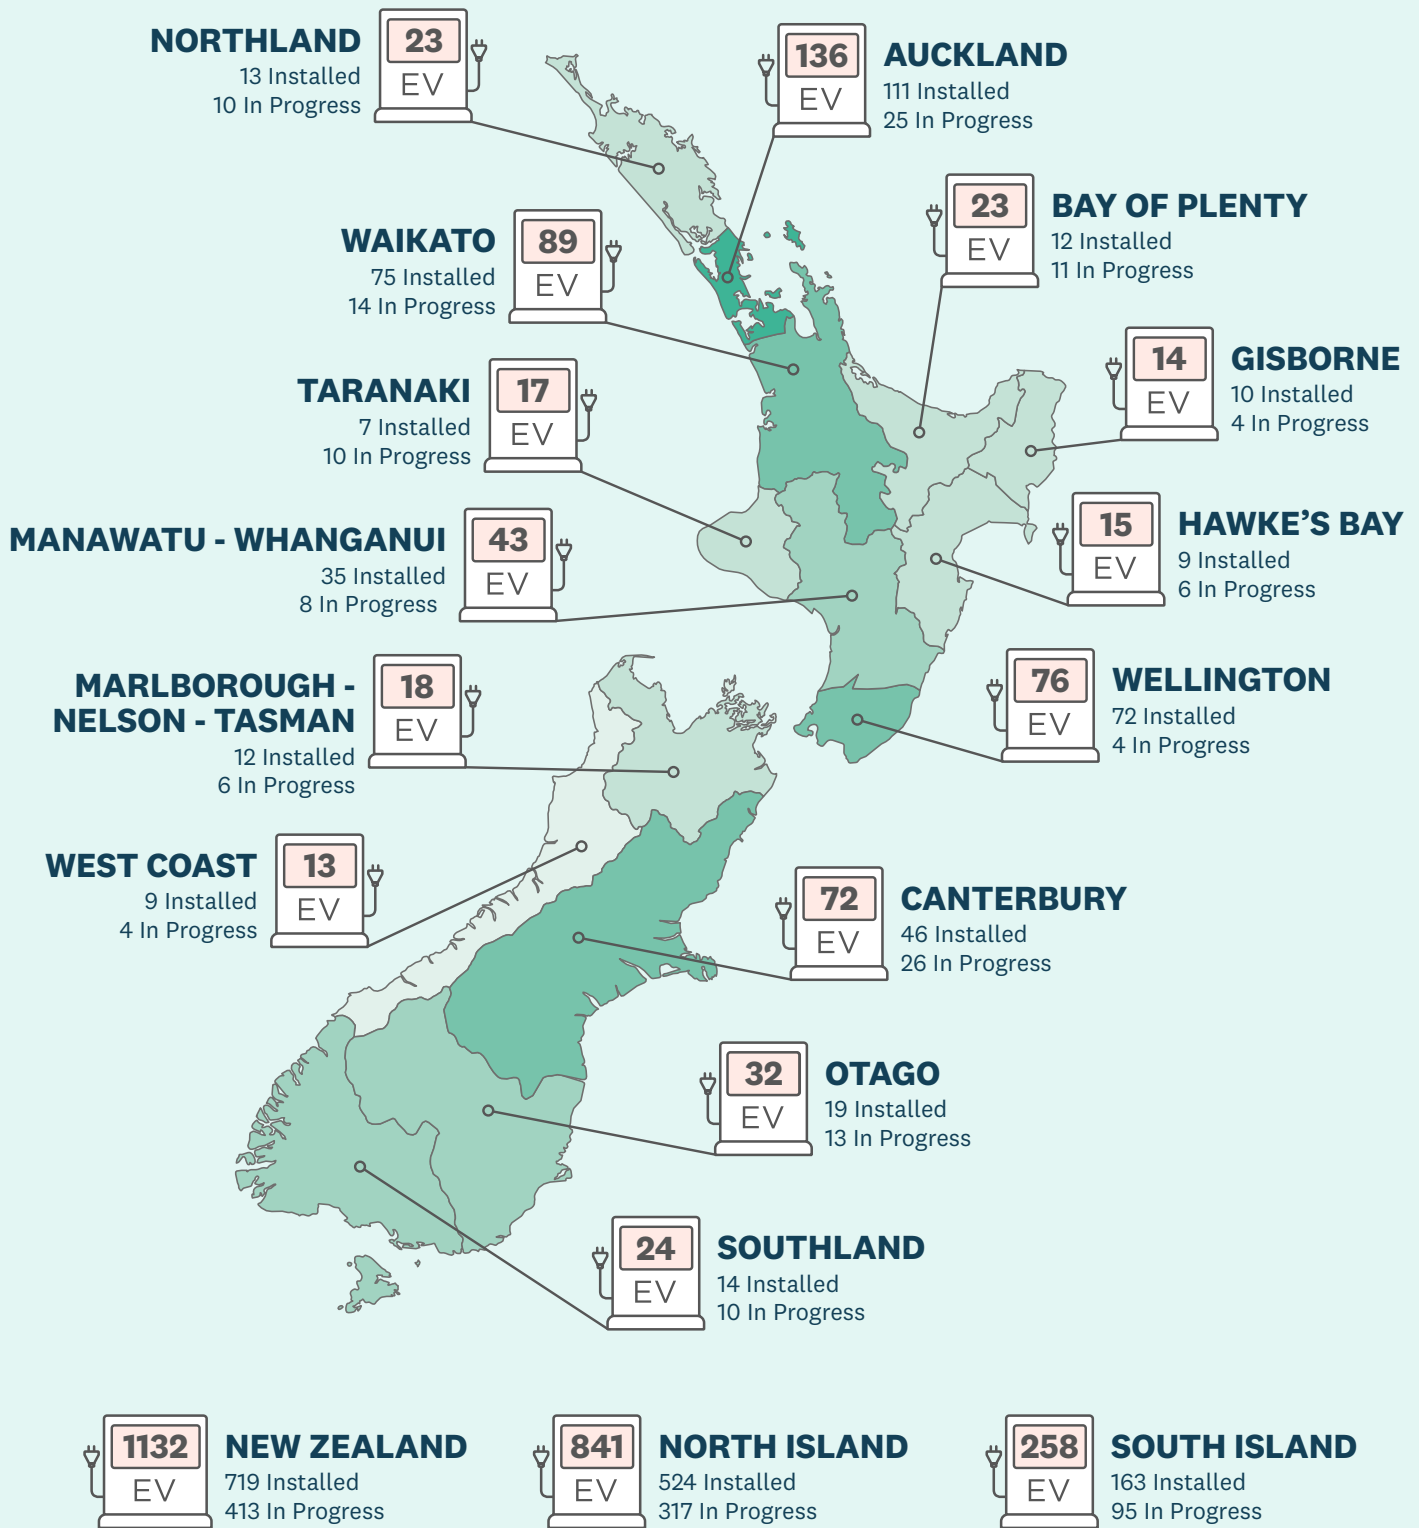 NORTHLAND
13 Installed
10 In Progress
23
EV
136
EV
AUCKLAND
111 Installed
25 In Progress
WAIKATO
75 Installed
14 In Progress
89
EV
23
EV
BAY OF PLENTY
12 Installed
11 In Progress
TARANAKI
7 Installed
10 In Progress
17
EV
14
EV
GISBORNE
10 Installed
4 In Progress
MANAWATU - WHANGANUI
35 Installed
8 In Progress
43
EV
15
EV
HAWKE’S BAY
9 Installed
6 In Progress
MARLBOROUGH -
NELSON - TASMAN
12 Installed
6 In Progress
18
EV
76
EV
WELLINGTON
72 Installed
4 In Progress
WEST COAST
9 Installed
4 In Progress
13
EV
72
EV
CANTERBURY
46 Installed
26 In Progress
32
EV
OTAGO
19 Installed
13 In Progress
24
EV
SOUTHLAND
14 Installed
10 In Progress
1132
EV
NEW ZEALAND
719 Installed
413 In Progress
841
EV
NORTH ISLAND
524 Installed
317 In Progress
258
EV
SOUTH ISLAND
163 Installed
95 In Progress